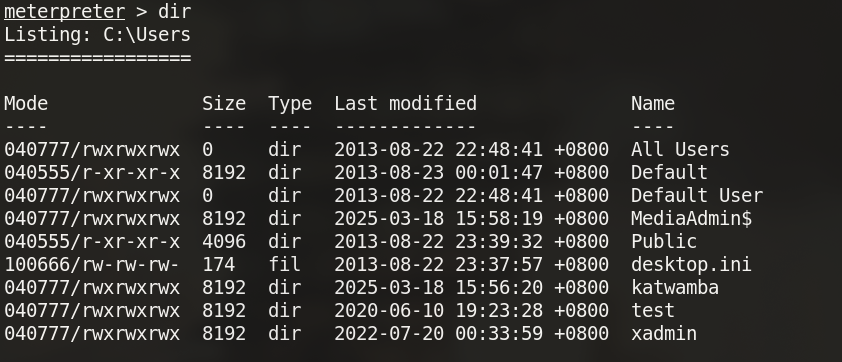 meterpreter > dir
Listing: C:\Users
=================
Mode Size Type Last modified Name
---- ---- ---- ------------- ----
040777/rwxrwxrwx 0 dir 2013-08-22 22:48:41 +0800 All Users
040555/r-xr-xr-x 8192 dir 2013-08-23 00:01:47 +0800 Default
040777/rwxrwxrwx 0 dir 2013-08-22 22:48:41 +0800 Default User
040777/rwxrwxrwx 8192 dir 2025-03-18 15:58:19 +0800 MediaAdmin$
040555/r-xr-xr-x 4096 dir 2013-08-22 23:39:32 +0800 Public
100666/rw-rw-rw- 174 fil 2013-08-22 23:37:57 +0800 desktop.ini
040777/rwxrwxrwx 8192 dir 2025-03-18 15:56:20 +0800 katwamba
040777/rwxrwxrwx 8192 dir 2020-06-10 19:23:28 +0800 test
040777/rwxrwxrwx 8192 dir 2022-07-20 00:33:59 +0800 xadmin